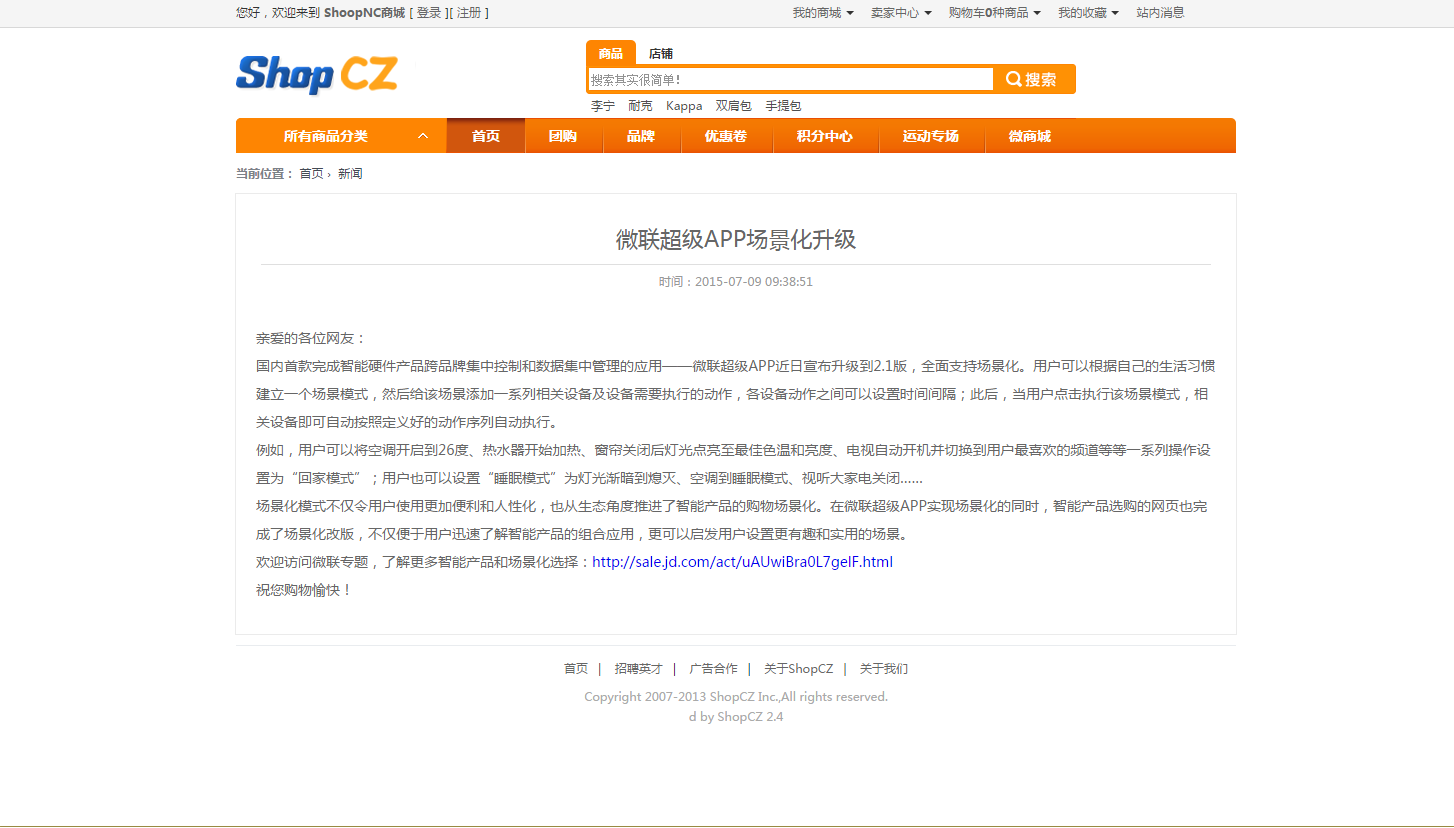 您好，欢迎来到 ShoopNC商城 [ 登录 ][ 注册 ]
我的商城 卖家中心 购物车0种商品 我的收藏 站内消息
Shop CZ
商品 店铺
搜索其实很简单！ 搜索
李宁 耐克 Kappa 双肩包 手提包
所有商品分类 首页 团购 品牌 优惠卷 积分中心 运动专场 微商城
当前位置： 首页 › 新闻
微联超级APP场景化升级
时间：2015-07-09 09:38:51
亲爱的各位网友：
国内首款完成智能硬件产品跨品牌集中控制和数据集中管理的应用——微联超级APP近日宣布升级到2.1版，全面支持场景化。用户可以根据自己的生活习惯
建立一个场景模式，然后给该场景添加一系列相关设备及设备需要执行的动作，各设备动作之间可以设置时间间隔；此后，当用户点击执行该场景模式，相
关设备即可自动按照定义好的动作序列自动执行。
例如，用户可以将空调开启到26度、热水器开始加热、窗帘关闭后灯光点亮至最佳色温和亮度、电视自动开机并切换到用户最喜欢的频道等等一系列操作设
置为“回家模式”；用户也可以设置“睡眠模式”为灯光渐暗到熄灭、空调到睡眠模式、视听大家电关闭......
场景化模式不仅令用户使用更加便利和人性化，也从生态角度推进了智能产品的购物场景化。在微联超级APP实现场景化的同时，智能产品选购的网页也完
成了场景化改版，不仅便于用户迅速了解智能产品的组合应用，更可以启发用户设置更有趣和实用的场景。
欢迎访问微联专题，了解更多智能产品和场景化选择：http://sale.jd.com/act/uAUwiBra0L7gelF.html
祝您购物愉快！
首页 | 招聘英才 | 广告合作 | 关于ShopCZ | 关于我们
Copyright 2007-2013 ShopCZ Inc.,All rights reserved.
d by ShopCZ 2.4